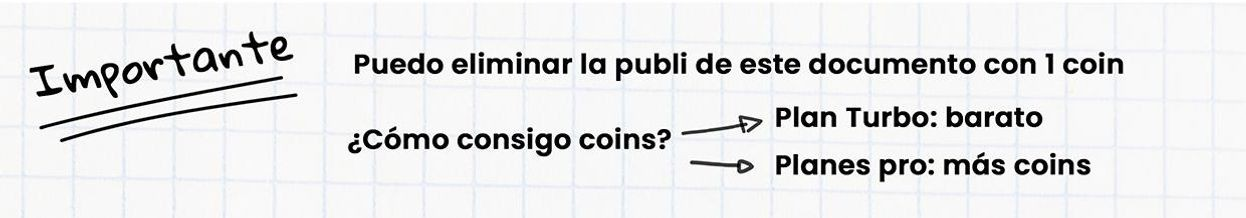 Importante
Puedo eliminar la publi de este documento con 1 coin
¿Cómo consigo coins?
Plan Turbo: barato
Planes pro: más coins